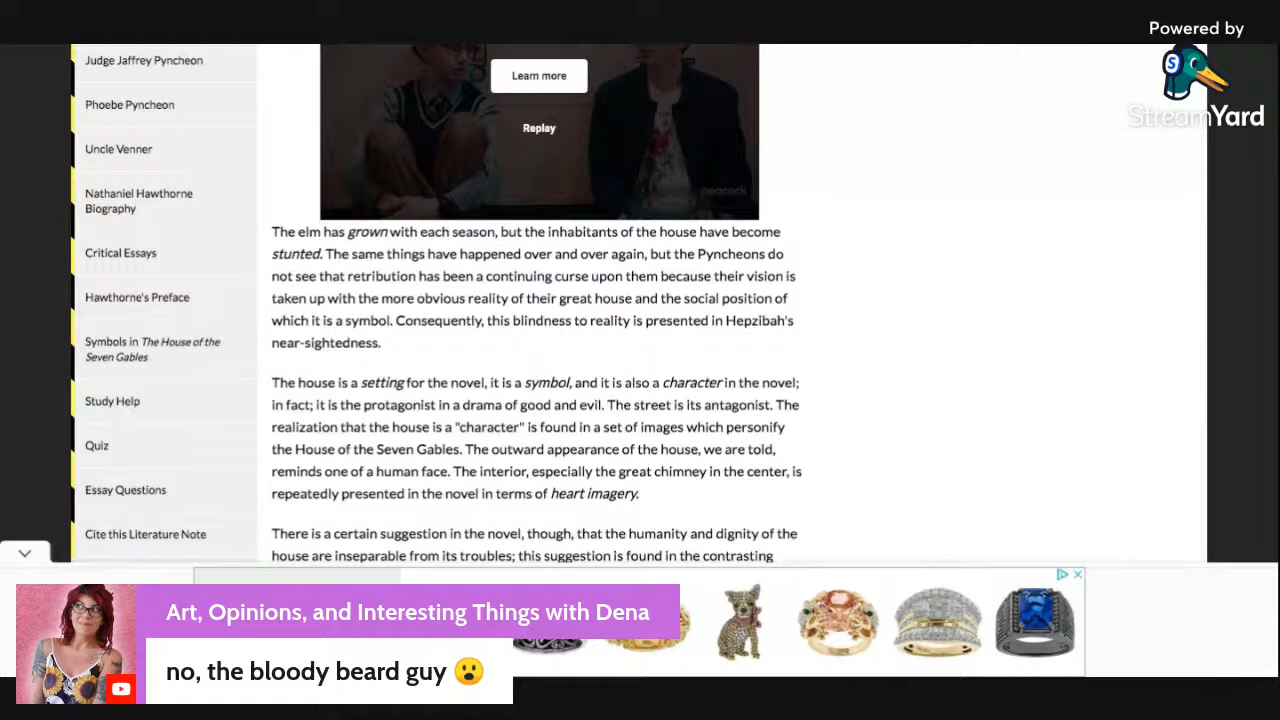 Powered by
StreamYard
Judge Jaffrey Pyncheon
Phoebe Pyncheon
Uncle Venner
Nathaniel Hawthorne
Biography
Critical Essays
Hawthorne's Preface
Symbols in The House of the
Seven Gables
Study Help
Quiz
Essay Questions
Cite this Literature Note
Learn more
Replay
peacock
The elm has grown with each season, but the inhabitants of the house have become
stunted. The same things have happened over and over again, but the Pyncheons do
not see that retribution has been a continuing curse upon them because their vision is
taken up with the more obvious reality of their great house and the social position of
which it is a symbol. Consequently, this blindness to reality is presented in Hepzibah's
near-sightedness.
The house is a setting for the novel, it is a symbol, and it is also a character in the novel;
in fact; it is the protagonist in a drama of good and evil. The street is its antagonist. The
realization that the house is a "character" is found in a set of images which personify
the House of the Seven Gables. The outward appearance of the house, we are told,
reminds one of a human face. The interior, especially the great chimney in the center, is
repeatedly presented in the novel in terms of heart imagery.
There is a certain suggestion in the novel, though, that the humanity and dignity of the
house are inseparable from its troubles; this suggestion is found in the contrasting
Art, Opinions, and Interesting Things with Dena
no, the bloody beard guy 😮